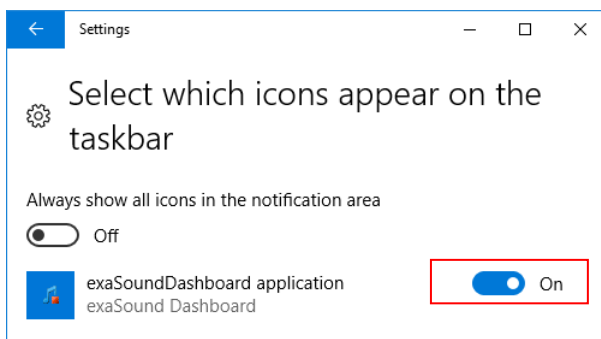 Settings
Select which icons appear on the
taskbar
Always show all icons in the notification area
Off
exaSoundDashboard application
On
exaSound Dashboard